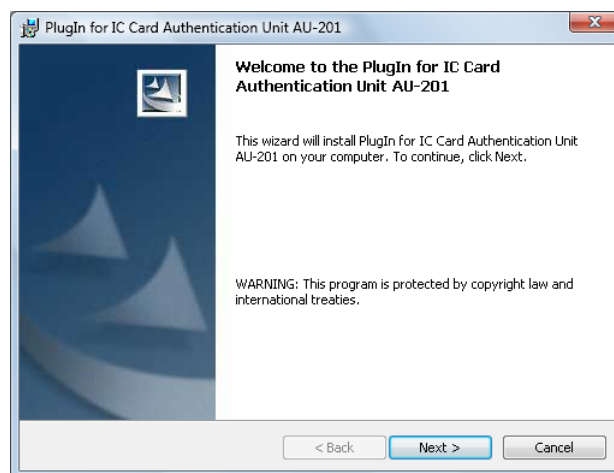 PlugIn for IC Card Authentication Unit AU-201
Welcome to the PlugIn for IC Card
Authentication Unit AU-201
This wizard will install PlugIn for IC Card Authentication Unit
AU-201 on your computer. To continue, click Next.
WARNING: This program is protected by copyright law and
international treaties.
< Back
Next >
Cancel